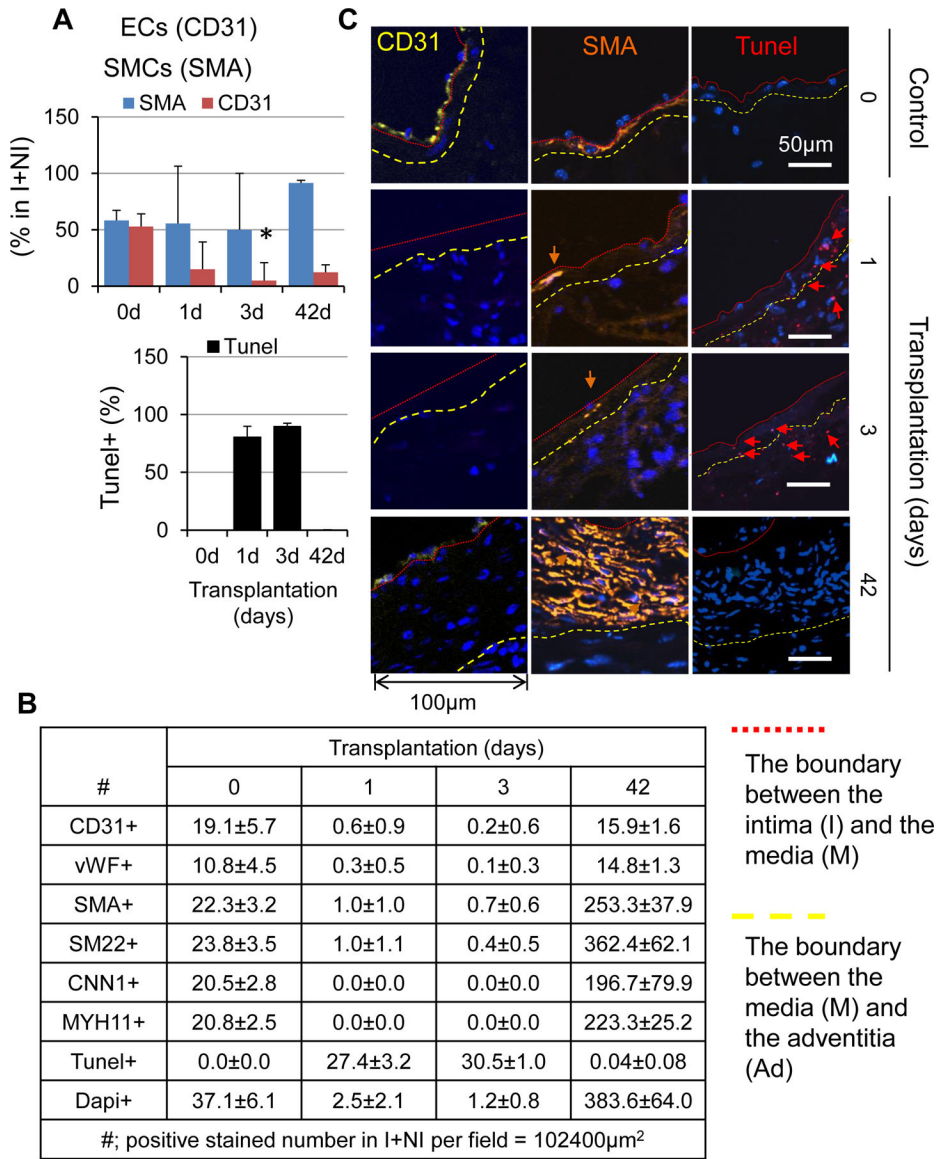 A
ECs (CD31)
SMCs (SMA)
SMA CD31
(% in I+NI)
150
100
50
0
*
0d 1d 3d 42d
Tunel
Tunel+ (%)
150
100
50
0
0d 1d 3d 42d
Transplantation
(days)
C
CD31 SMA Tunel
50µm
0
1
3
42
Control
Transplantation (days)
100µm
B
# Transplantation (days)
0 1 3 42
CD31+ 19.1±5.7 0.6±0.9 0.2±0.6 15.9±1.6
vWF+ 10.8±4.5 0.3±0.5 0.1±0.3 14.8±1.3
SMA+ 22.3±3.2 1.0±1.0 0.7±0.6 253.3±37.9
SM22+ 23.8±3.5 1.0±1.1 0.4±0.5 362.4±62.1
CNN1+ 20.5±2.8 0.0±0.0 0.0±0.0 196.7±79.9
MYH11+ 20.8±2.5 0.0±0.0 0.0±0.0 223.3±25.2
Tunel+ 0.0±0.0 27.4±3.2 30.5±1.0 0.04±0.08
Dapi+ 37.1±6.1 2.5±2.1 1.2±0.8 383.6±64.0
#; positive stained number in I+NI per field = 102400µm²
The boundary
between the
intima (I) and the
media (M)
The boundary
between the
media (M) and
the adventitia
(Ad)